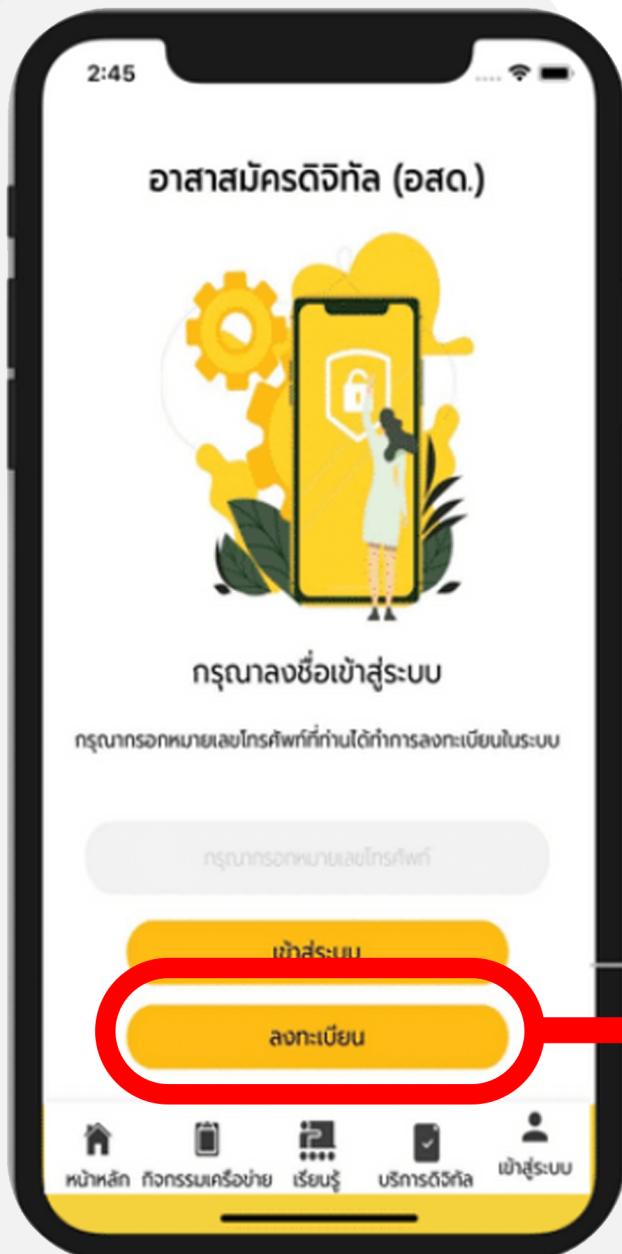 2:45
อาสาสมัครดิจิทัล (อสด.)
กรุณาลงชื่อเข้าสู่ระบบ
กรุณากรอกหมายเลขโทรศัพท์ที่ท่านได้ทำการลงทะเบียนในระบบ
กรุณากรอกหมายเลขโทรศัพท์
เข้าสู่ระบบ
ลงทะเบียน
หน้าหลัก กิจกรรมเครือข่าย เรียนรู้ บริการดิจิทัล เข้าสู่ระบบ